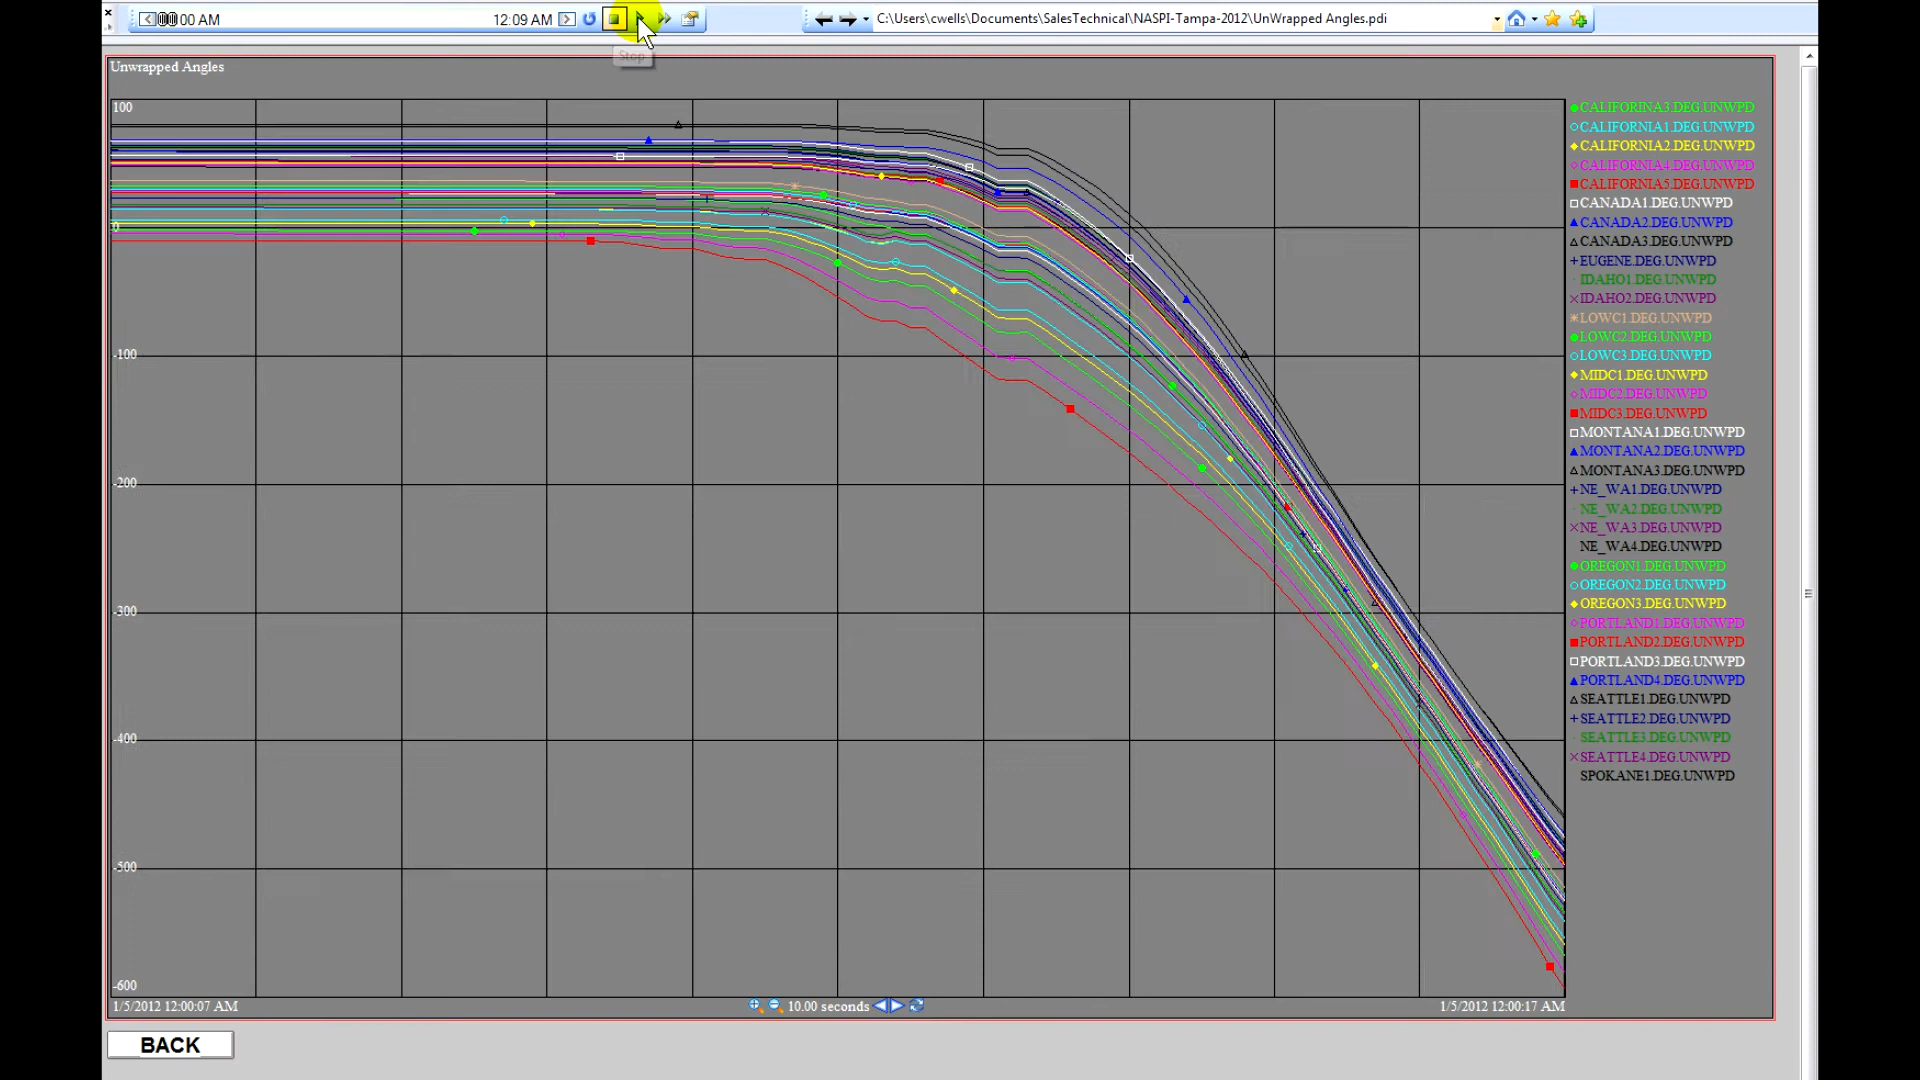 00 AM 12:09 AM C:\Users\cwells\Documents\SalesTechnical\NASPI-Tampa-2012\UnWrapped Angles.pdi
Stop
Unwrapped Angles
100
0
-100
-200
-300
-400
-500
-600
CALIFORINA3.DEG.UNWPD
CALIFORNIA1.DEG.UNWPD
CALIFORNIA2.DEG.UNWPD
CALIFORNIA4.DEG.UNWPD
CALIFORNIA5.DEG.UNWPD
CANADA1.DEG.UNWPD
CANADA2.DEG.UNWPD
CANADA3.DEG.UNWPD
EUGENE.DEG.UNWPD
IDAHO1.DEG.UNWPD
IDAHO2.DEG.UNWPD
LOWC1.DEG.UNWPD
LOWC2.DEG.UNWPD
LOWC3.DEG.UNWPD
MIDC1.DEG.UNWPD
MIDC2.DEG.UNWPD
MIDC3.DEG.UNWPD
MONTANA1.DEG.UNWPD
MONTANA2.DEG.UNWPD
MONTANA3.DEG.UNWPD
NE_WA1.DEG.UNWPD
NE_WA2.DEG.UNWPD
NE_WA3.DEG.UNWPD
NE_WA4.DEG.UNWPD
OREGON1.DEG.UNWPD
OREGON2.DEG.UNWPD
OREGON3.DEG.UNWPD
PORTLAND1.DEG.UNWPD
PORTLAND2.DEG.UNWPD
PORTLAND3.DEG.UNWPD
PORTLAND4.DEG.UNWPD
SEATTLE1.DEG.UNWPD
SEATTLE2.DEG.UNWPD
SEATTLE3.DEG.UNWPD
SEATTLE4.DEG.UNWPD
SPOKANE1.DEG.UNWPD
1/5/2012 12:00:07 AM 10.00 seconds 1/5/2012 12:00:17 AM
BACK